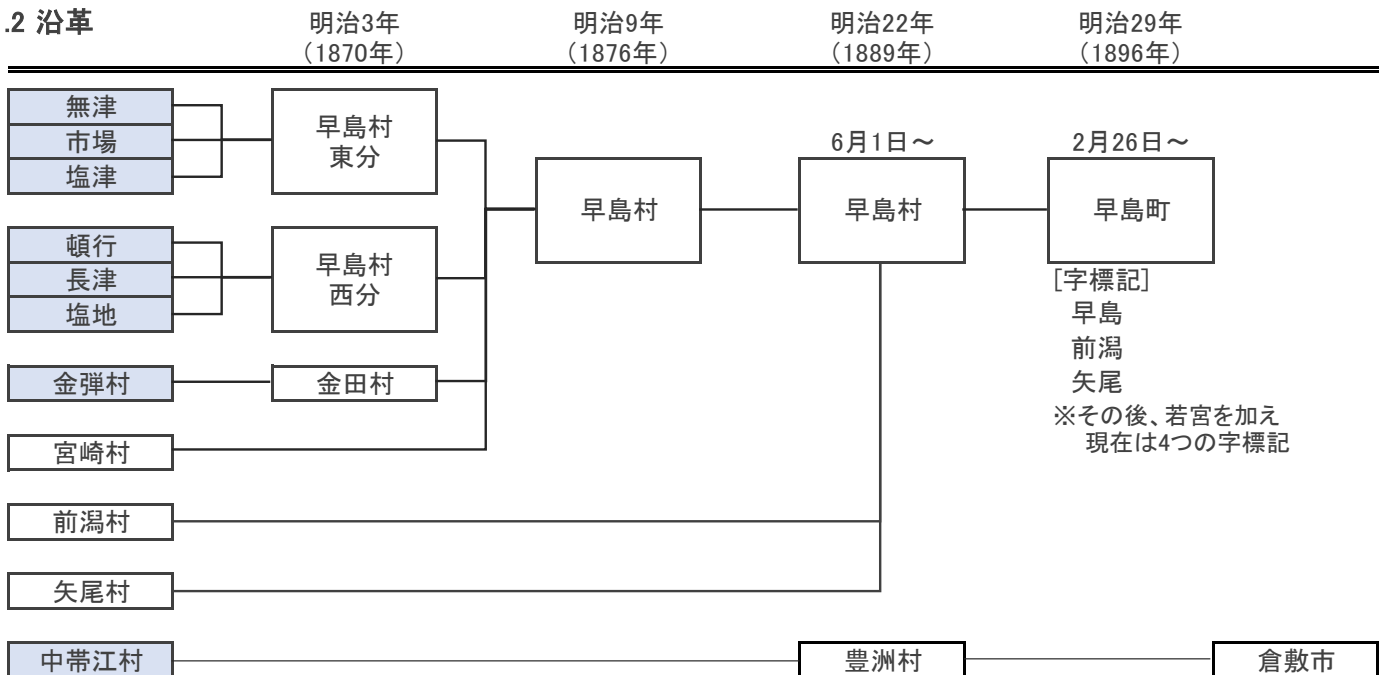 .2 沿革
明治3年
（1870年）
明治9年
（1876年）
明治22年
（1889年）
明治29年
（1896年）
無津
市場
塩津
早島村
東分
頓行
長津
塩地
早島村
西分
金弾村
金田村
宮崎村
前潟村
矢尾村
早島村
6月1日～
早島村
2月26日～
早島町
［字標記］
早島
前潟
矢尾
※その後、若宮を加え
現在は4つの字標記
中帯江村
豊洲村
倉敷市